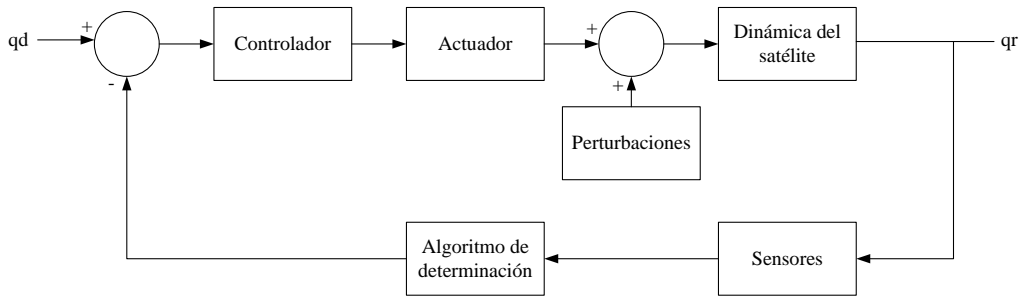 qd
+
-
Controlador
Actuador
+
+
Dinámica del
satélite
qr
Perturbaciones
Algoritmo de
determinación
Sensores